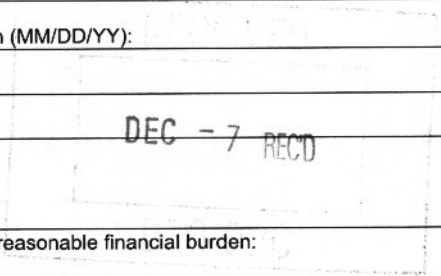 n (MM/DD/YY):
DEC - 7 REC'D
reasonable financial burden: